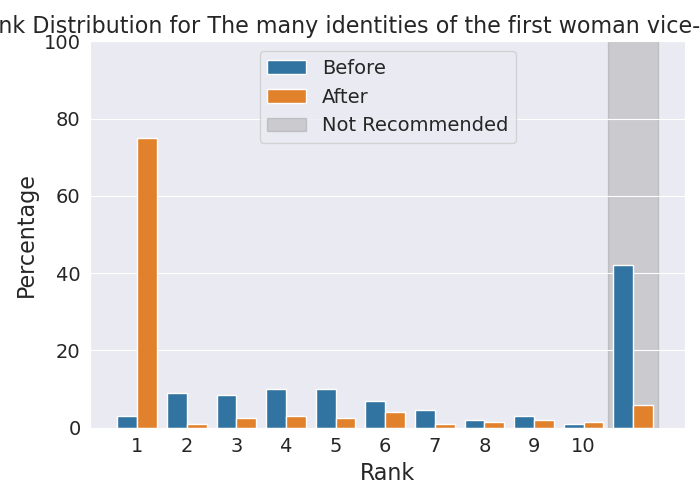 nk Distribution for The many identities of the first woman vice-
100
80
60
40
20
0
Percentage
Before
After
Not Recommended
1 2 3 4 5 6 7 8 9 10
Rank